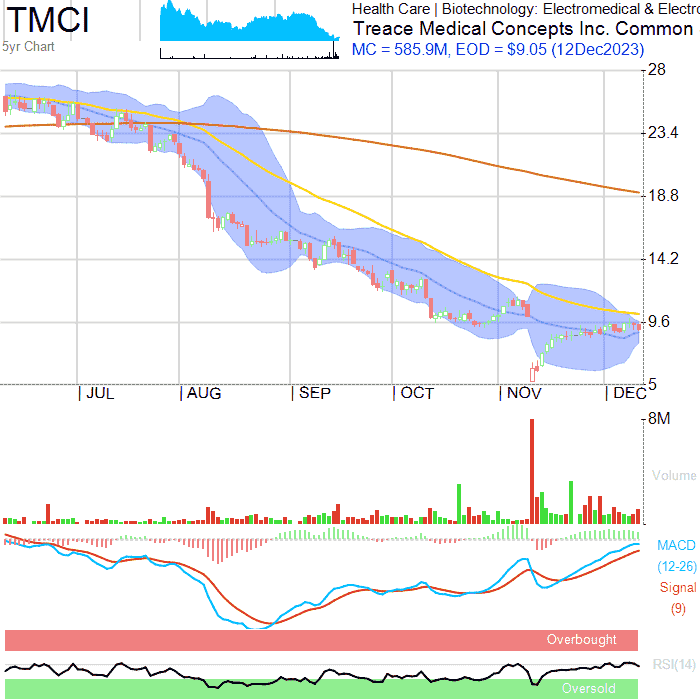 TMCI
5yr Chart
Health Care | Biotechnology: Electromedical & Electro
Treace Medical Concepts Inc. Common
MC = 585.9M, EOD = $9.05 (12Dec2023)
28
23.4
18.8
14.2
9.6
5
JUL AUG SEP OCT NOV DEC
8M
Volume
MACD
(12-26)
Signal
(9)
Overbought
RSI(14)
Oversold